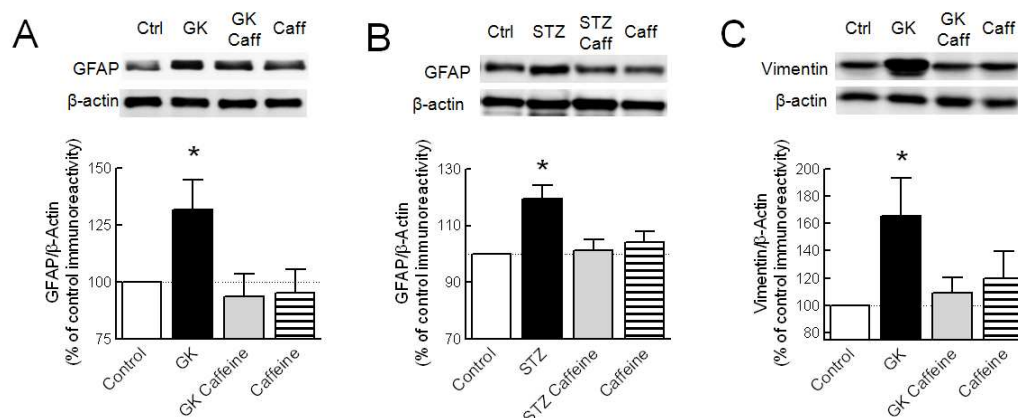 A
Ctrl GK GK Caff Caff
GFAP
β-actin
GFAP/β-Actin
(% of control immunoreactivity)
150
125
100
75
*
Control
GK
GK Caffeine
Caffeine
B
Ctrl STZ STZ Caff Caff
GFAP
β-actin
GFAP/β-Actin
(% of control immunoreactivity)
130
110
90
70
*
Control
STZ
STZ Caffeine
Caffeine
C
Ctrl GK GK Caff Caff
Vimentin
β-actin
Vimentin/β-Actin
(% of control immunoreactivity)
200
180
160
140
120
100
80
*
Control
GK
GK Caffeine
Caffeine